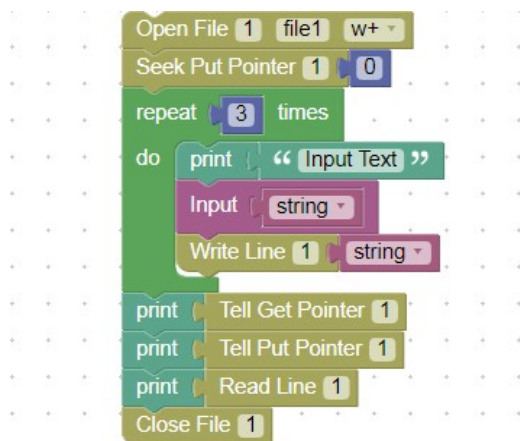 Open File 1 file1 w+
Seek Put Pointer 1 0
repeat 3 times
do print “ Input Text ”
Input string
Write Line 1 string
print Tell Get Pointer 1
print Tell Put Pointer 1
print Read Line 1
Close File 1